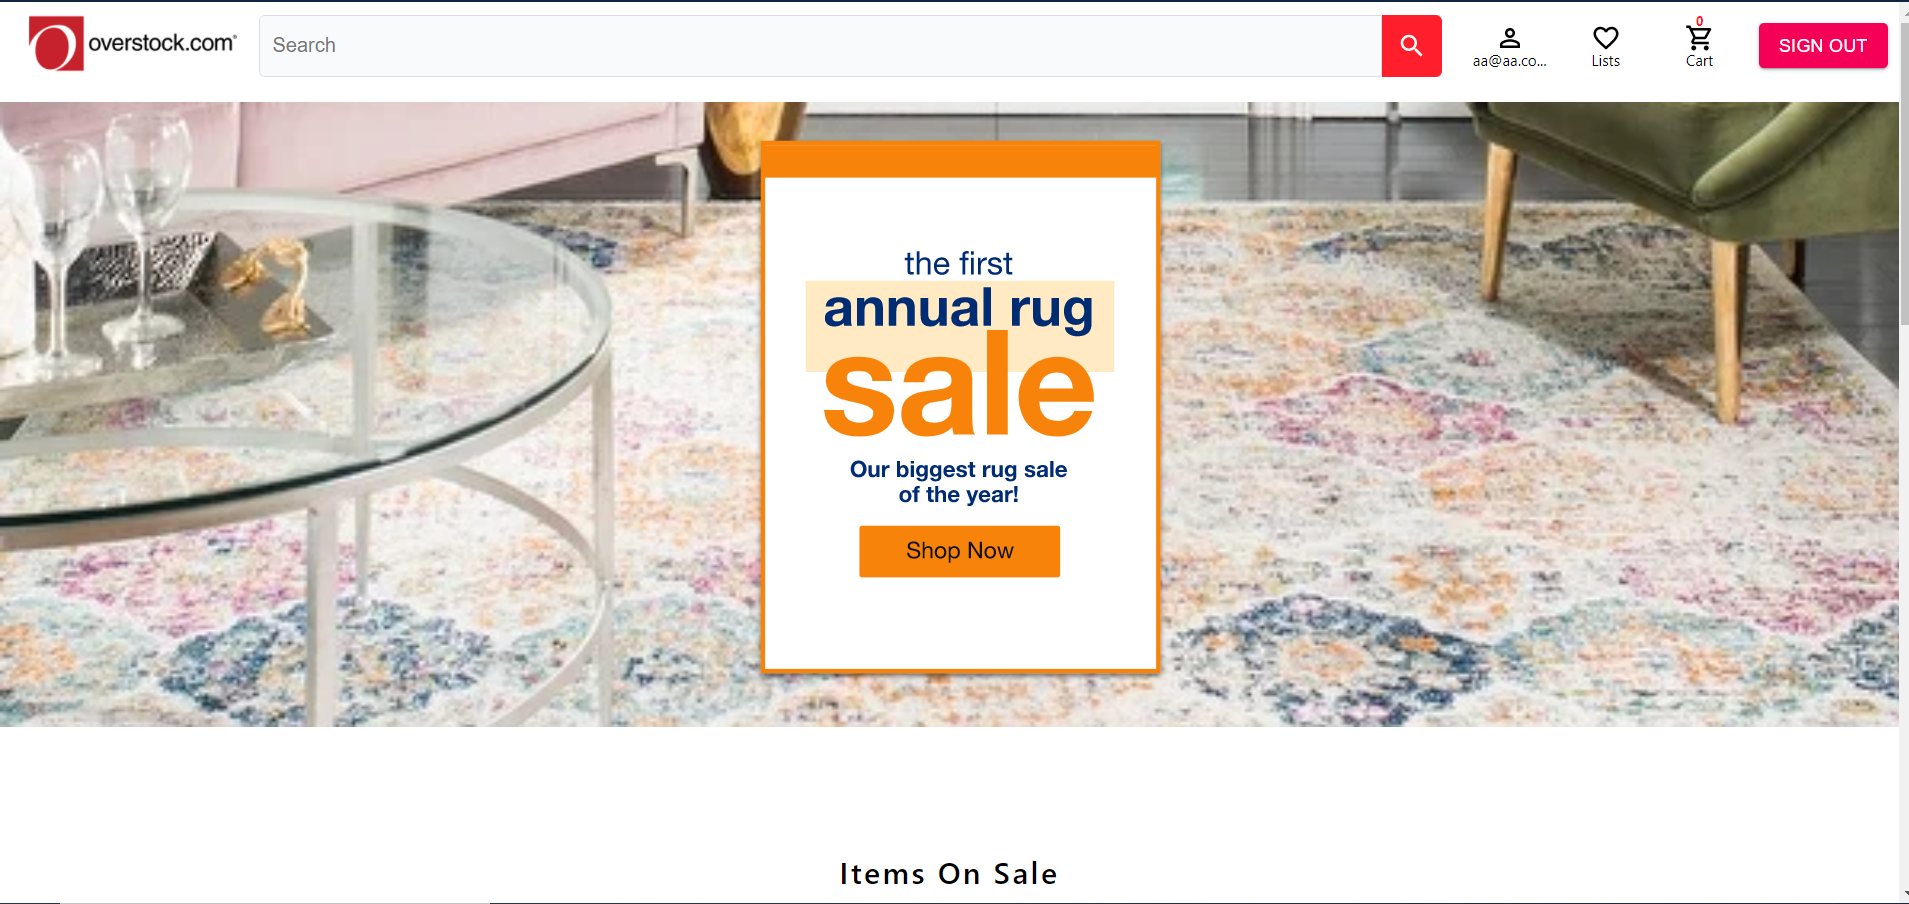 overstock.com
Search
aa@aa.co...
Lists
0
Cart
SIGN OUT
the first
annual rug
sale
Our biggest rug sale
of the year!
Shop Now
Items On Sale